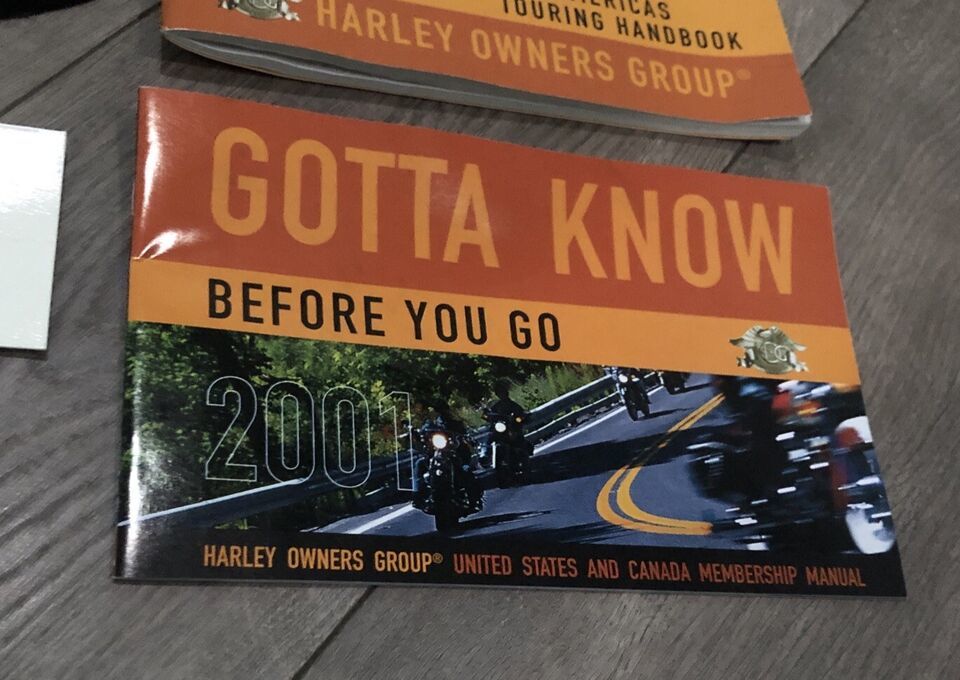 TOURING HANDBOOK
HARLEY OWNERS GROUP®
GOTTA KNOW
BEFORE YOU GO
2001
HARLEY OWNERS GROUP® UNITED STATES AND CANADA MEMBERSHIP MANUAL